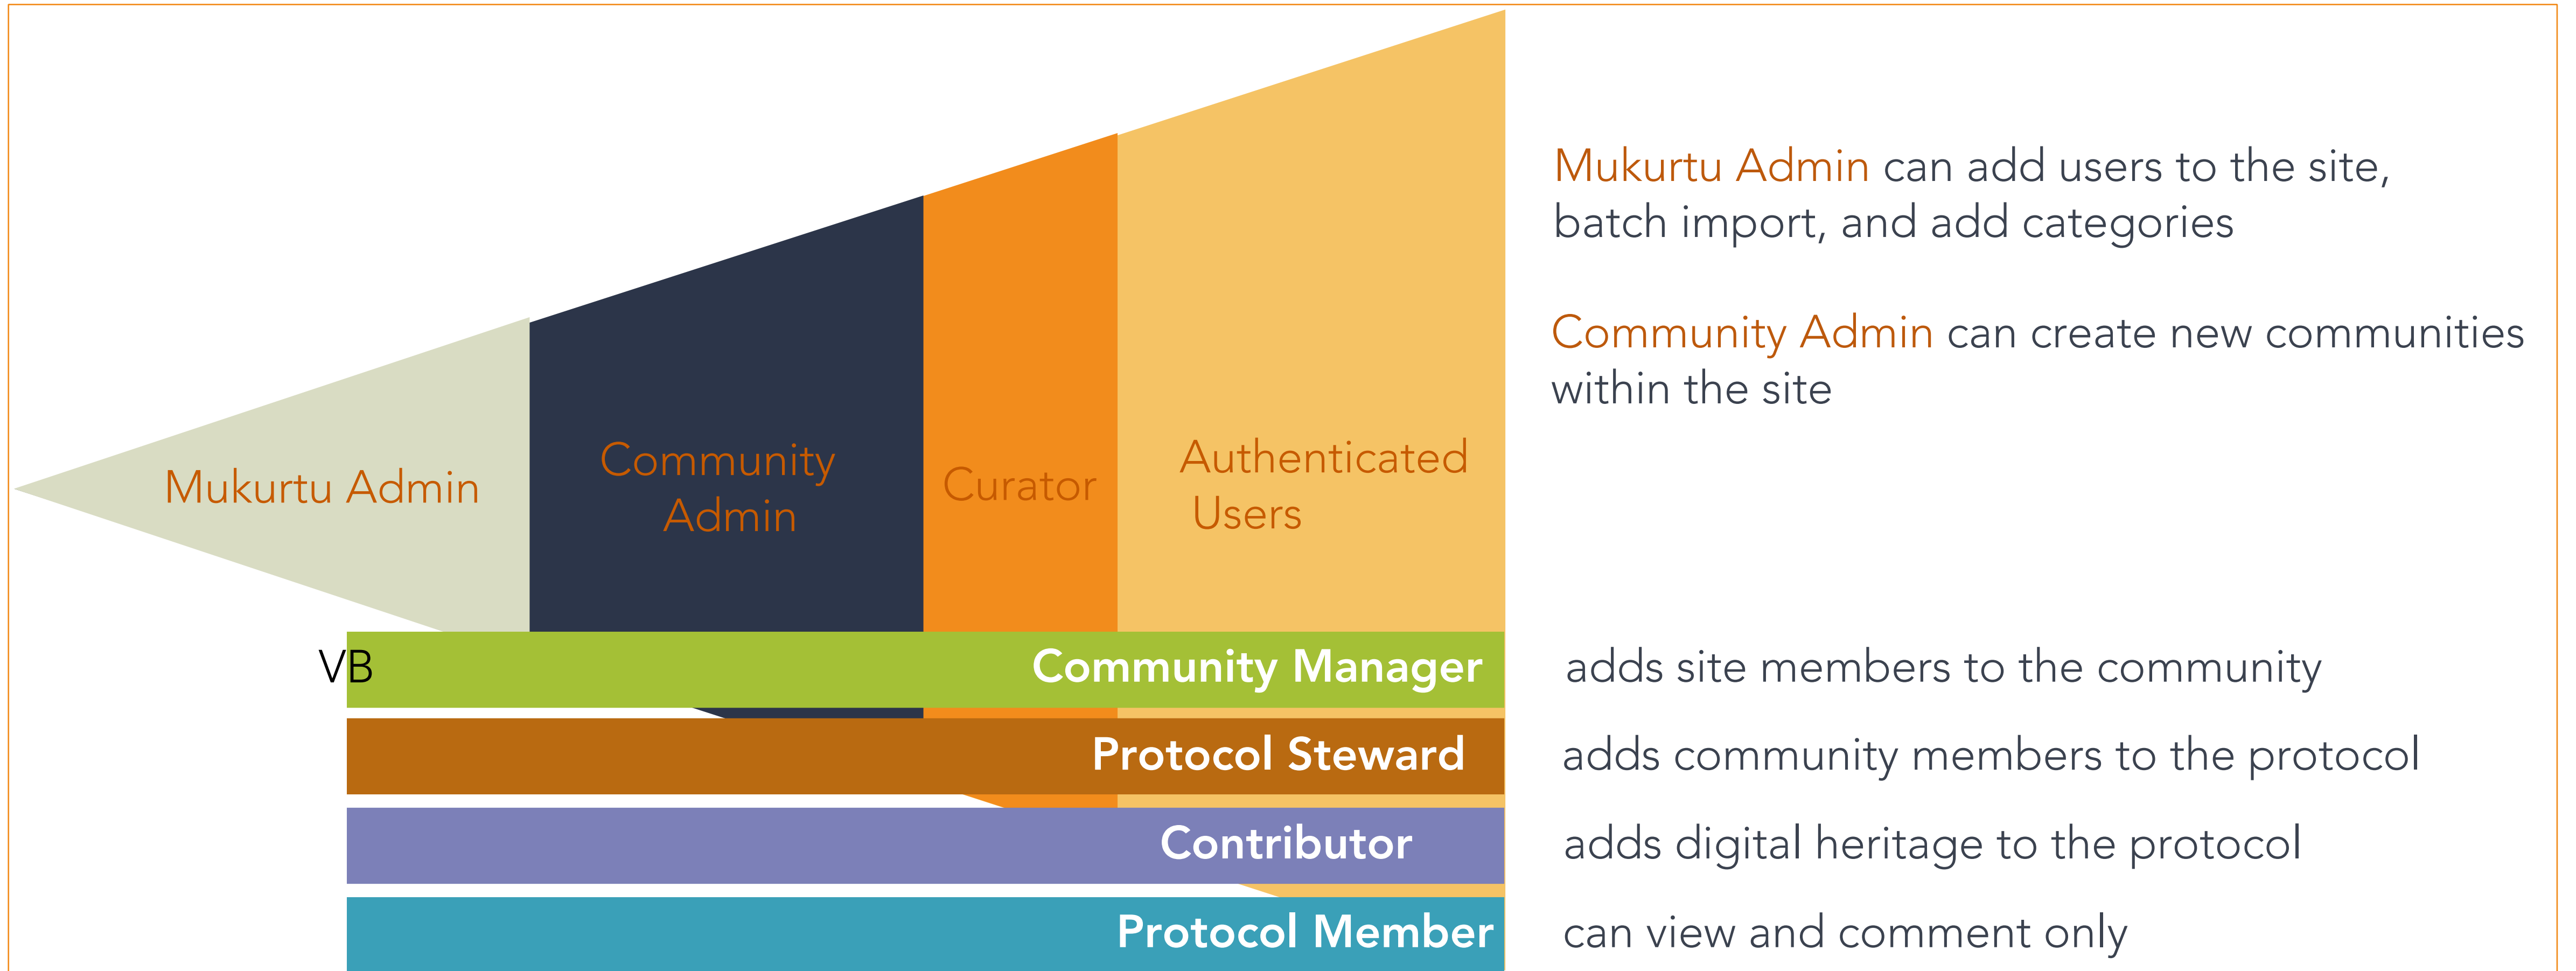 Mukurtu Admin can add users to the site,
batch import, and add categories
Community Admin can create new communities
within the site
Mukurtu Admin
Community
Admin
Curator
Authenticated
Users
VB
Community Manager
adds site members to the community
Protocol Steward
adds community members to the protocol
Contributor
adds digital heritage to the protocol
Protocol Member
can view and comment only